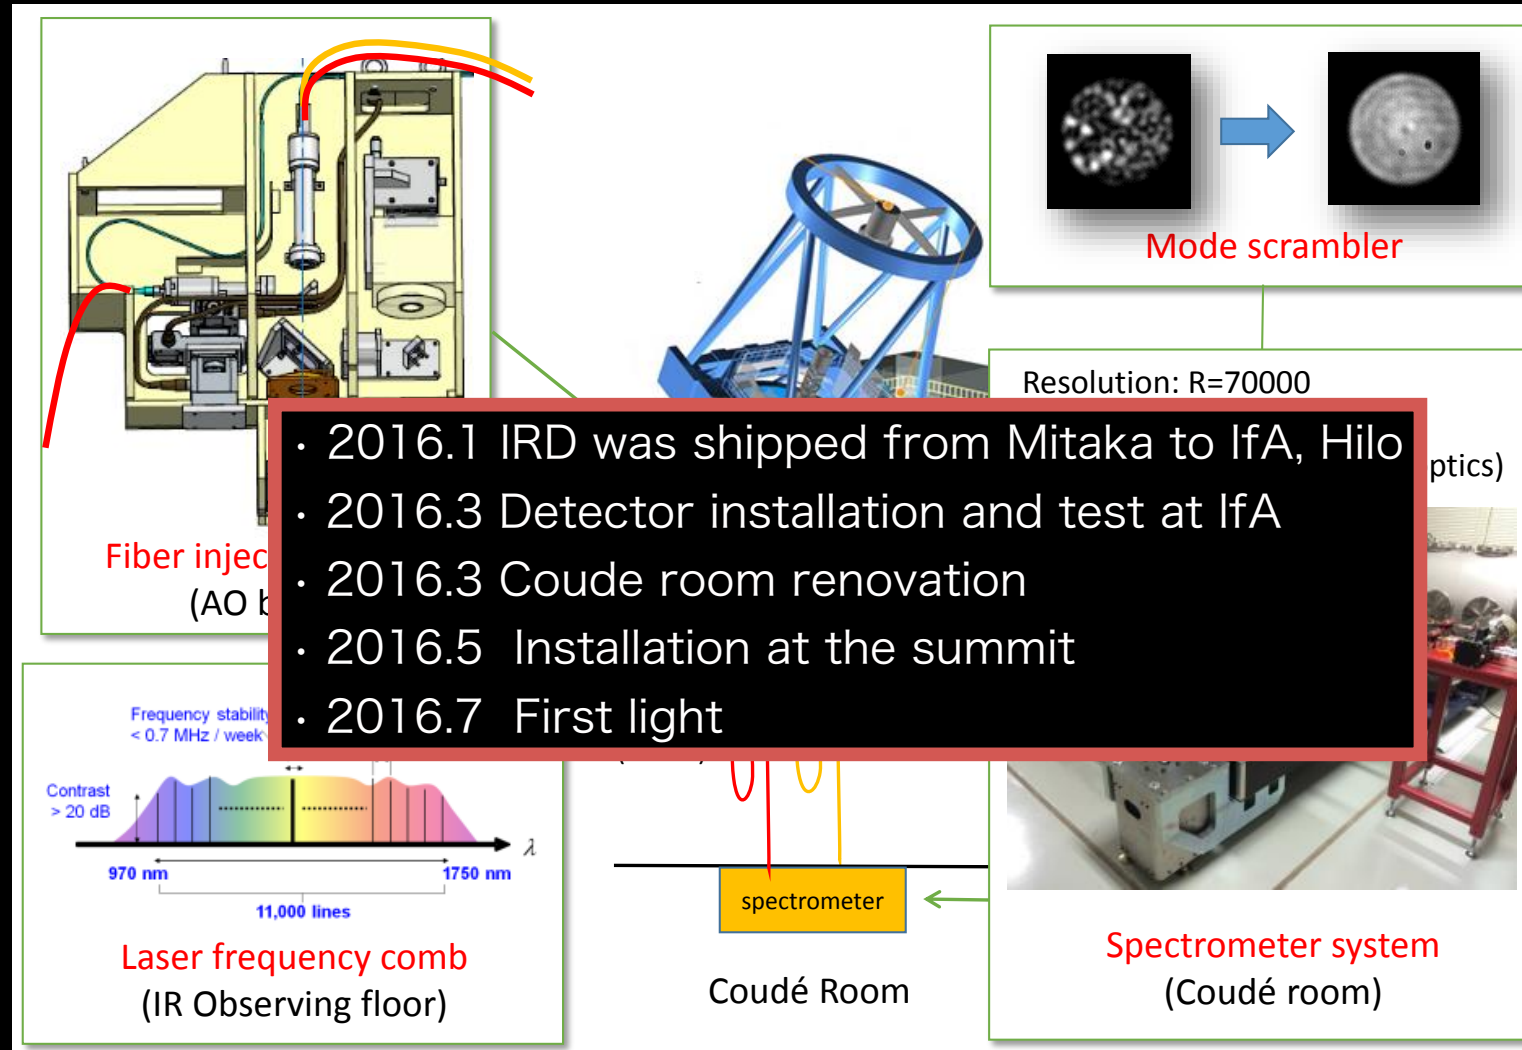 Mode scrambler
Resolution: R=70000
ptics)
· 2016.1 IRD was shipped from Mitaka to IfA, Hilo
· 2016.3 Detector installation and test at IfA
· 2016.3 Coude room renovation
· 2016.5 Installation at the summit
· 2016.7 First light
Fiber injec
(AO b
Frequency stability
< 0.7 MHz / week
Contrast
> 20 dB
λ
970 nm
1750 nm
11,000 lines
Laser frequency comb
(IR Observing floor)
spectrometer
Coudé Room
Spectrometer system
(Coudé room)